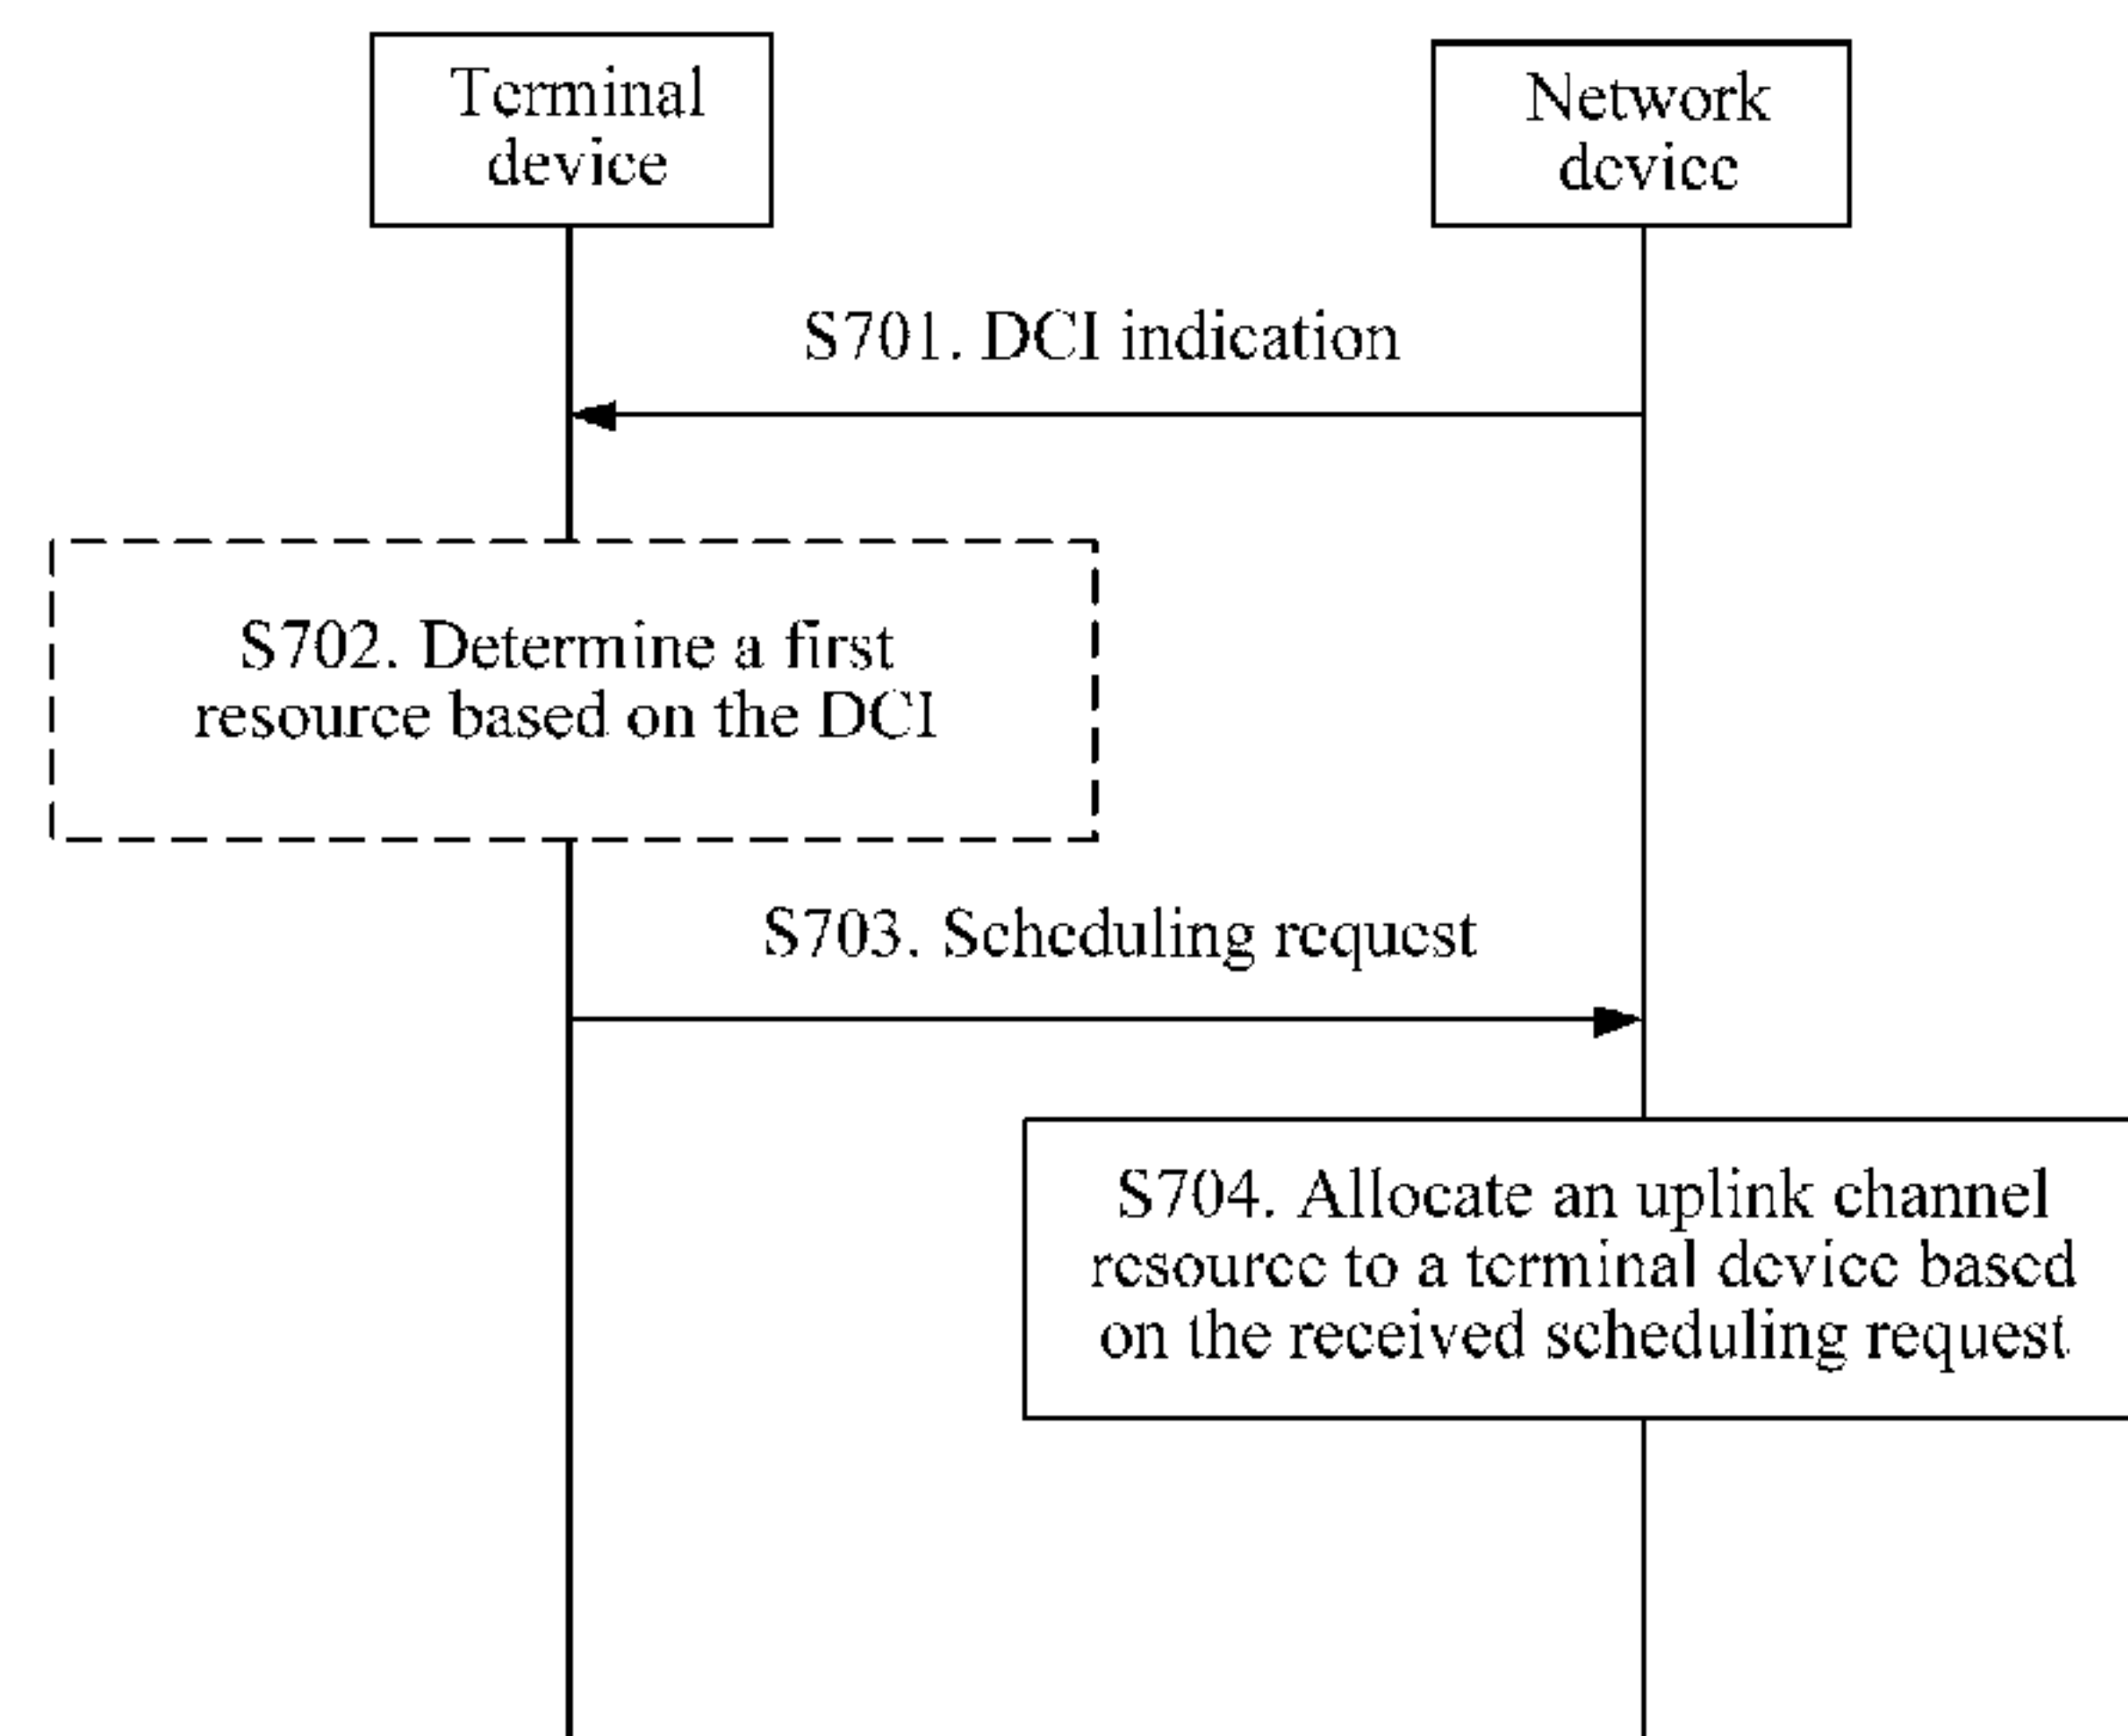 Terminal
device
Network
device
S701. DCI indication
S702. Determine a first
resource based on the DCI
S703. Scheduling request
S704. Allocate an uplink channel
resource to a terminal device based
on the received scheduling request